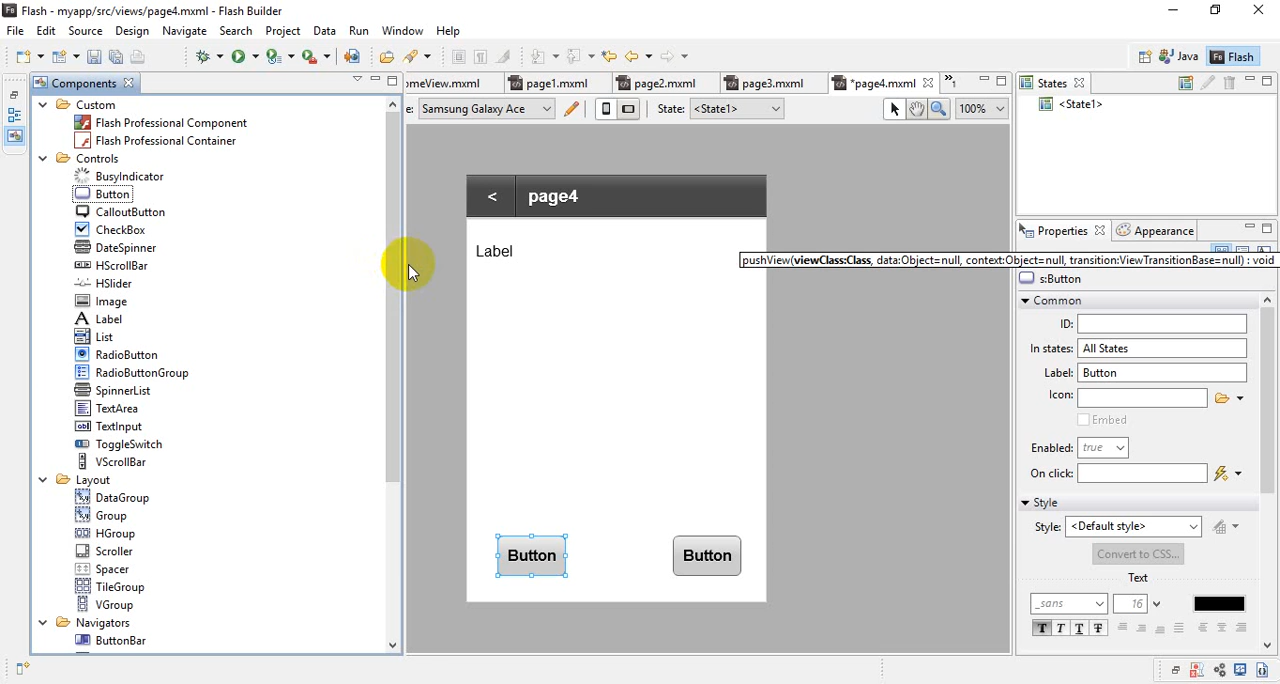 Flash - myapp/src/views/page4.mxml - Flash Builder
File Edit Source Design Navigate Search Project Data Run Window Help
Java Flash
Components
Custom
Flash Professional Component
Flash Professional Container
Controls
BusyIndicator
Button
CalloutButton
CheckBox
DateSpinner
HScrollBar
HSlider
Image
Label
List
RadioButton
RadioButtonGroup
SpinnerList
TextArea
TextInput
ToggleSwitch
VScrollBar
Layout
DataGroup
Group
HGroup
Scroller
Spacer
TileGroup
VGroup
Navigators
ButtonBar
omeView.mxml page1.mxml page2.mxml page3.mxml *page4.mxml »1
e: Samsung Galaxy Ace State: <State1> 100%
< page4
Label
pushView(viewClass:Class, data:Object=null, context:Object=null, transition:ViewTransitionBase=null) : void
Button Button
States
<State1>
Properties Appearance
s:Button
Common
ID:
In states: All States
Label: Button
Icon:
Embed
Enabled: true
On click:
Style
Style: <Default style>
Convert to CSS...
Text
_sans 16
T T T T